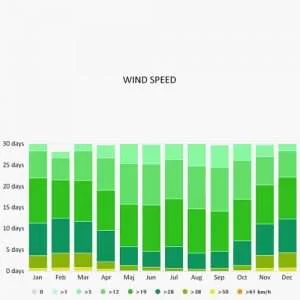 WIND SPEED
30 days
25 days
20 days
15 days
10 days
5 days
0 days
Jan Feb Mar Apr Maj Jun Jul Aug Sep Oct Nov Dec
0 >1 >5 >12 >19 >28 >38 >50 >61 km/h